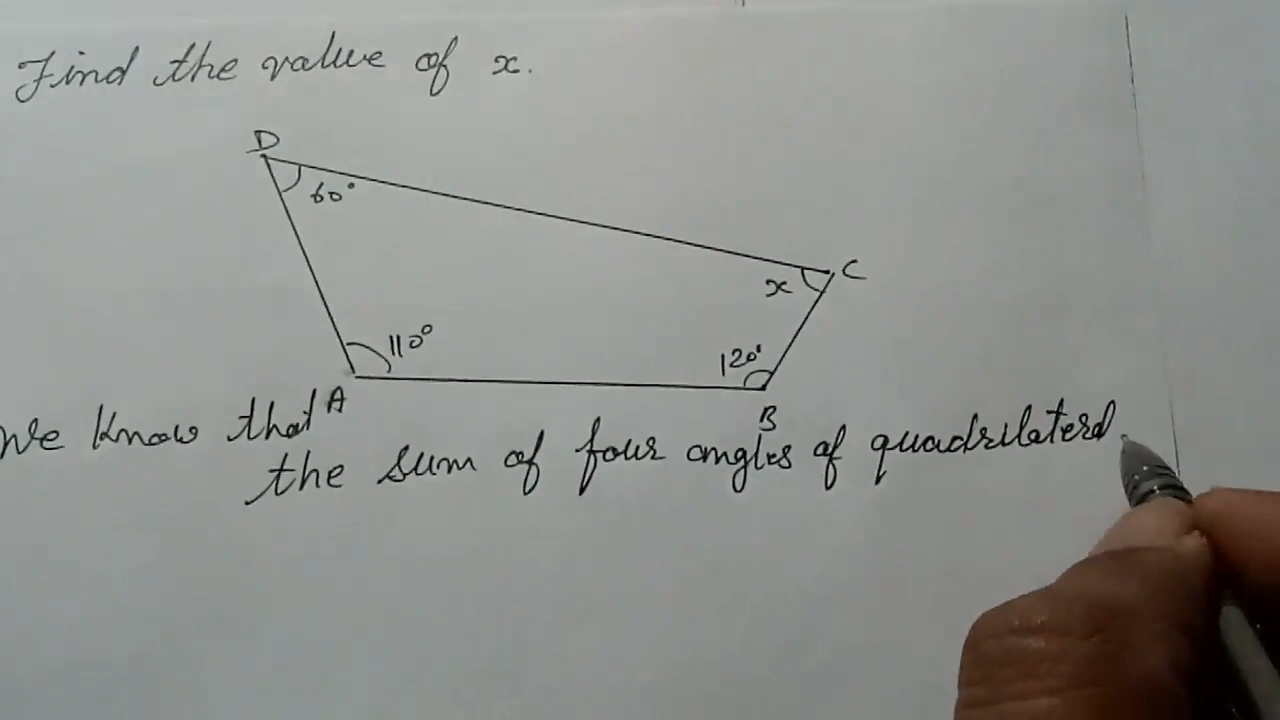 Find the value of x.
D
60°
C
x
110°
120°
A
B
We know that
the sum of four angles of quadrilateral